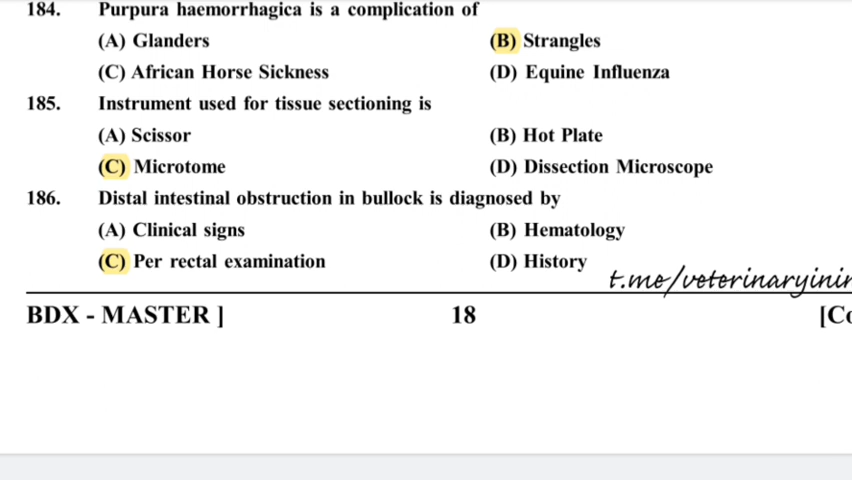 184. Purpura haemorrhagica is a complication of
(A) Glanders (B) Strangles
(C) African Horse Sickness (D) Equine Influenza
185. Instrument used for tissue sectioning is
(A) Scissor (B) Hot Plate
(C) Microtome (D) Dissection Microscope
186. Distal intestinal obstruction in bullock is diagnosed by
(A) Clinical signs (B) Hematology
(C) Per rectal examination (D) History
t.me/veterinaryinin
BDX - MASTER ] 18 [Co